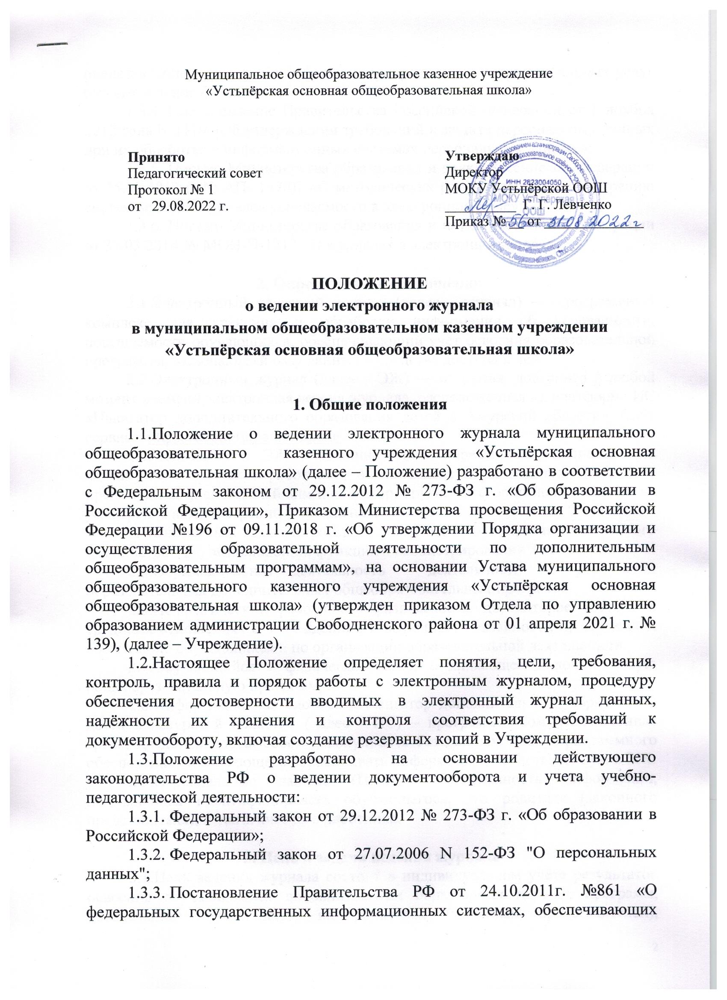 Муниципальное общеобразовательное казенное учреждение
«Устьпёрская основная общеобразовательная школа»
Принято
Педагогический совет
Протокол № 1
от 29.08.2022 г.
Утверждаю
Директор
МОКУ Устьпёрской ООШ
Г. Г. Левченко
Приказ № 56 от 31.08.2022 г
ИНН 2823004050
МОКУ Устьпёрская
ООШ
ПОЛОЖЕНИЕ
о ведении электронного журнала
в муниципальном общеобразовательном казенном учреждении
«Устьпёрская основная общеобразовательная школа»
1. Общие положения
1.1.Положение о ведении электронного журнала муниципального
общеобразовательного казенного учреждения «Устьпёрская основная
общеобразовательная школа» (далее – Положение) разработано в соответствии
с Федеральным законом от 29.12.2012 № 273-ФЗ г. «Об образовании в
Российской Федерации», Приказом Министерства просвещения Российской
Федерации №196 от 09.11.2018 г. «Об утверждении Порядка организации и
осуществления образовательной деятельности по дополнительным
общеобразовательным программам», на основании Устава муниципального
общеобразовательного казенного учреждения «Устьпёрская основная
общеобразовательная школа» (утвержден приказом Отдела по управлению
образованием администрации Свободненского района от 01 апреля 2021 г. №
139), (далее – Учреждение).
1.2.Настоящее Положение определяет понятия, цели, требования,
контроль, правила и порядок работы с электронным журналом, процедуру
обеспечения достоверности вводимых в электронный журнал данных,
надёжности их хранения и контроля соответствия требований к
документообороту, включая создание резервных копий в Учреждении.
1.3.Положение разработано на основании действующего
законодательства РФ о ведении документооборота и учета учебно-
педагогической деятельности:
1.3.1. Федеральный закон от 29.12.2012 № 273-ФЗ г. «Об образовании в
Российской Федерации»;
1.3.2. Федеральный закон от 27.07.2006 N 152-ФЗ "О персональных
данных";
1.3.3. Постановление Правительства РФ от 24.10.2011г. №861 «О
федеральных государственных информационных системах, обеспечивающих